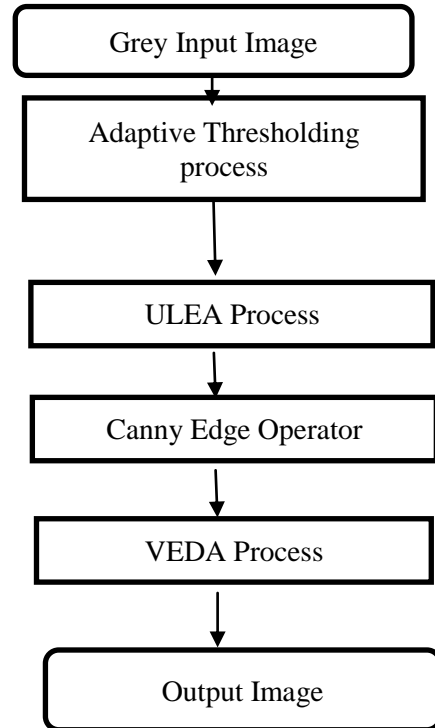 Grey Input Image
Adaptive Thresholding
process
ULEA Process
Canny Edge Operator
VEDA Process
Output Image